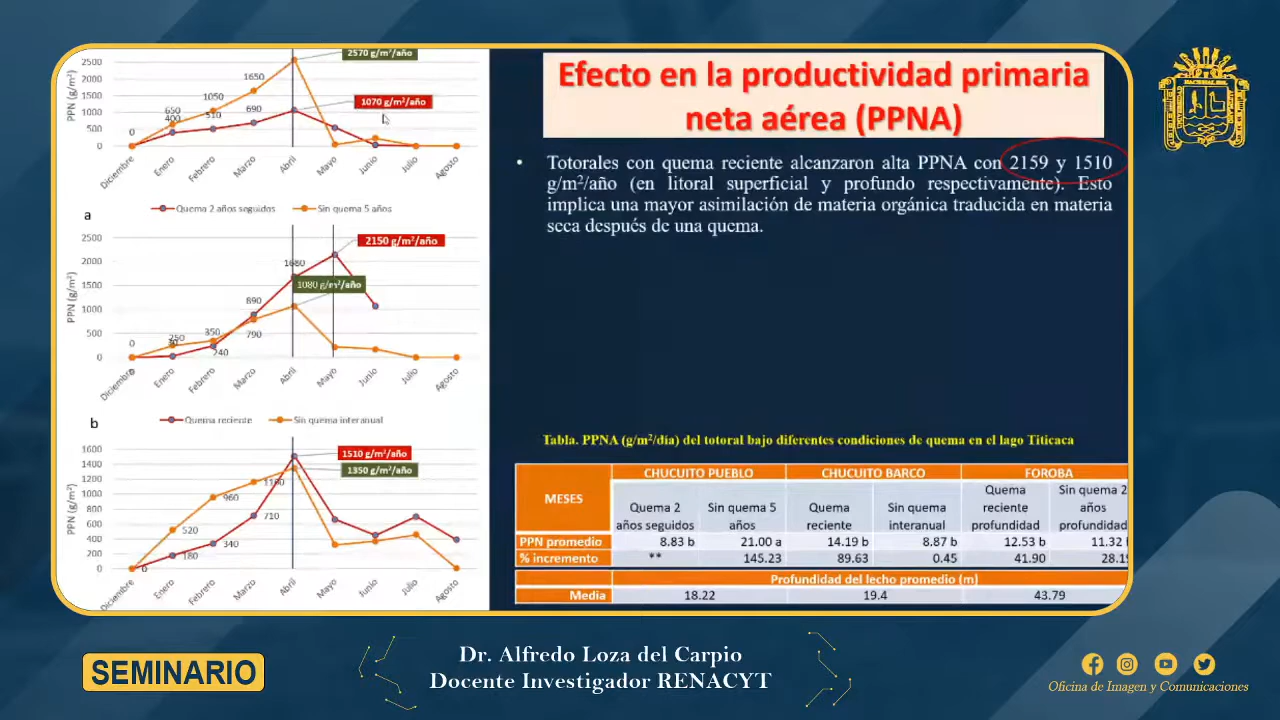 Efecto en la productividad primaria
neta aérea (PPNA)
• Totorales con quema reciente alcanzaron alta PPNA con 2159 y 1510
g/m²/año (en litoral superficial y profundo respectivamente). Esto
implica una mayor asimilación de materia orgánica traducida en materia
seca después de una quema.
PPN (g/m²)
2500
2000
1500
1000
500
0
0
650
400
1050
510
1650
690
2570 g/m²/año
1070 g/m²/año
Diciembre Enero Febrero Marzo Abril Mayo Junio Julio Agosto
Quema 2 años seguidos Sin quema 5 años
a
PPN (g/m²)
2500
2000
1500
1000
500
0
0
250
350
240
890
790
1680
2150 g/m²/año
1080 g/m²/año
Diciembre Enero Febrero Marzo Abril Mayo Junio Julio Agosto
Quema reciente Sin quema interanual
b
PPN (g/m²)
1600
1400
1200
1000
800
600
400
200
0
0
520
180
960
340
1160
710
1510 g/m²/año
1350 g/m²/año
Diciembre Enero Febrero Marzo Abril Mayo Junio Julio Agosto
Tabla. PPNA (g/m²/día) del totoral bajo diferentes condiciones de quema en el lago Titicaca
MESES CHUCUITO PUEBLO CHUCUITO BARCO FOROBA
Quema 2 años seguidos Sin quema 5 años Quema reciente Sin quema interanual Quema reciente profundidad Sin quema 2 años profundidad
PPN promedio 8.83 b 21.00 a 14.19 b 8.87 b 12.53 b 11.32
% incremento ** 145.23 89.63 0.45 41.90 28.19
Profundidad del lecho promedio (m)
Media 18.22 19.4 43.79
SEMINARIO
Dr. Alfredo Loza del Carpio
Docente Investigador RENACYT
Oficina de Imagen y Comunicaciones